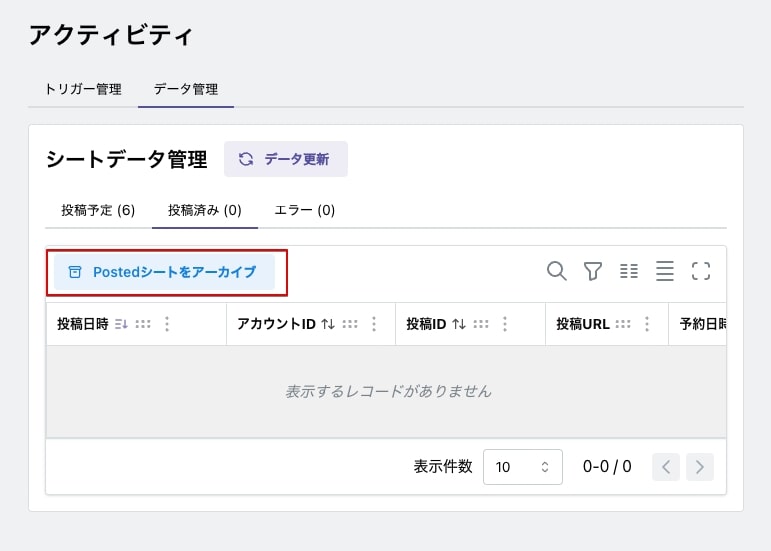 アクティビティ
トリガー管理 データ管理
シートデータ管理 データ更新
投稿予定 (6) 投稿済み (0) エラー (0)
Postedシートをアーカイブ
投稿日時 アカウントID 投稿ID 投稿URL 予約日時
表示するレコードがありません
表示件数 10 0-0 / 0